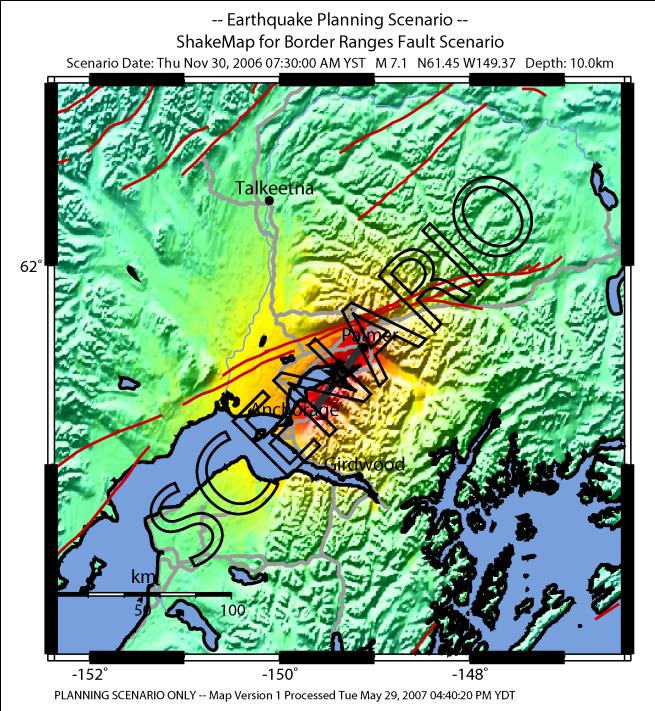 -- Earthquake Planning Scenario --
ShakeMap for Border Ranges Fault Scenario
Scenario Date: Thu Nov 30, 2006 07:30:00 AM YST M 7.1 N61.45 W149.37 Depth: 10.0km
Talkeetna
62°
Palmer
Anchorage
Girdwood
SCENARIO
km
50 100
-152° -150° -148°
PLANNING SCENARIO ONLY -- Map Version 1 Processed Tue May 29, 2007 04:40:20 PM YDT